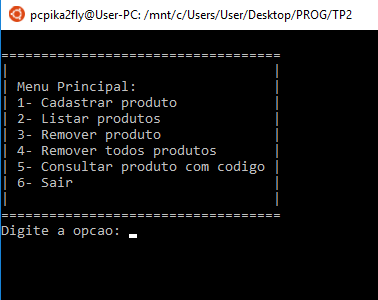 pcpika2fly@User-PC: /mnt/c/Users/User/Desktop/PROG/TP2
==================================
|                                |
| Menu Principal:                |
| 1- Cadastrar produto           |
| 2- Listar produtos             |
| 3- Remover produto             |
| 4- Remover todos produtos      |
| 5- Consultar produto com codigo |
| 6- Sair                        |
|                                |
==================================
Digite a opcao: _